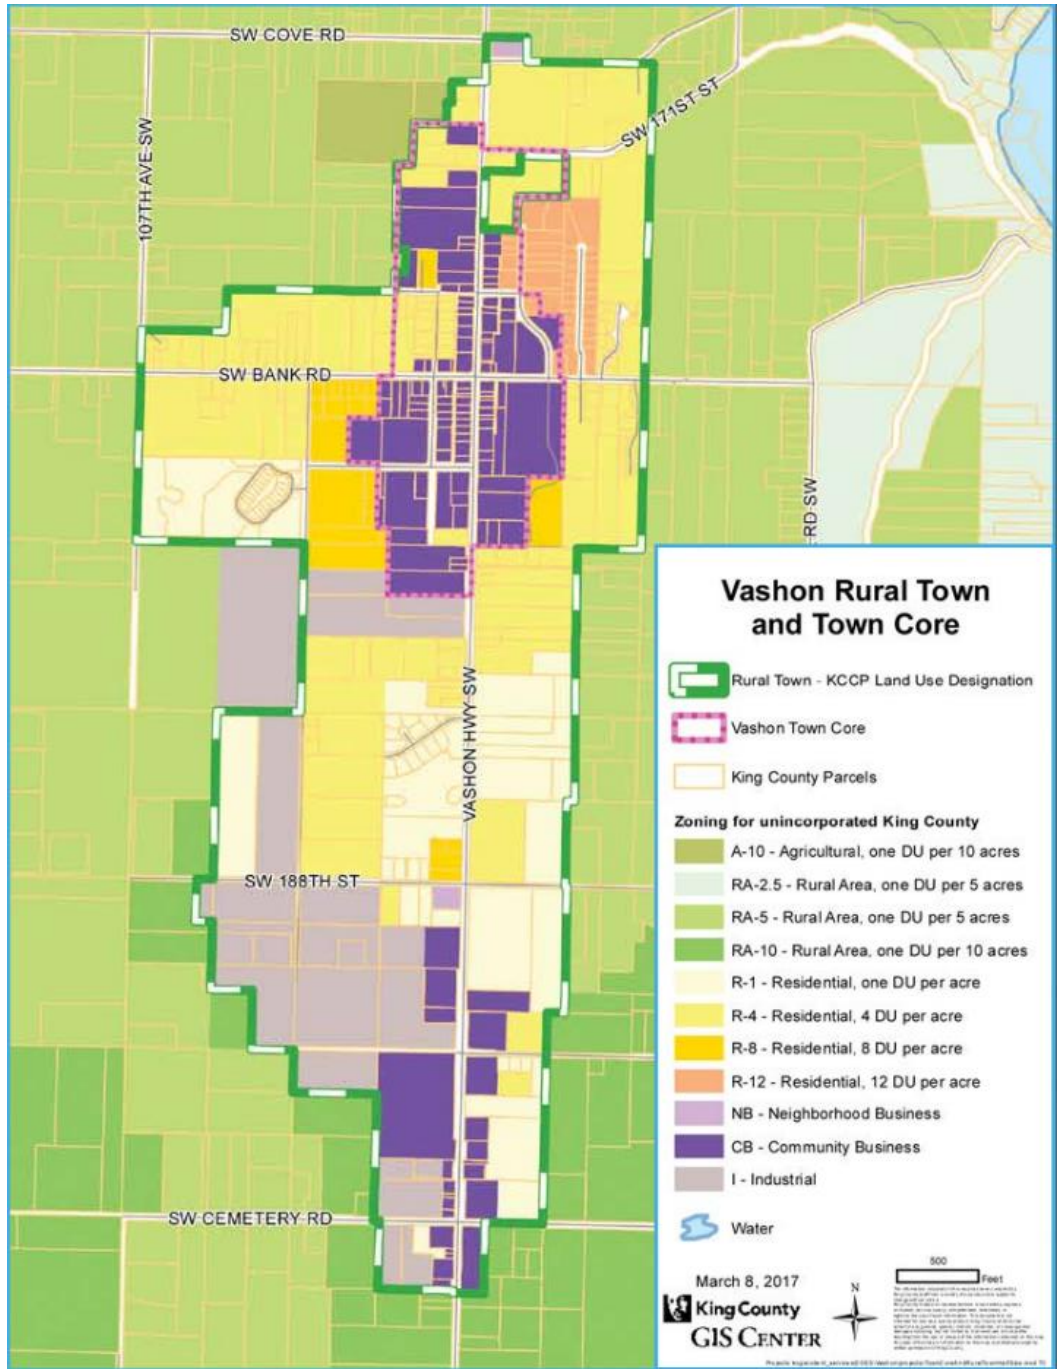 SW COVE RD
SW 171ST ST
107TH AVE SW
SW BANK RD
RD SW
VASHON HWY SW
SW 188TH ST
SW CEMETERY RD
Vashon Rural Town
and Town Core
Rural Town - KCCP Land Use Designation
Vashon Town Core
King County Parcels
Zoning for unincorporated King County
A-10 - Agricultural, one DU per 10 acres
RA-2.5 - Rural Area, one DU per 5 acres
RA-5 - Rural Area, one DU per 5 acres
RA-10 - Rural Area, one DU per 10 acres
R-1 - Residential, one DU per acre
R-4 - Residential, 4 DU per acre
R-8 - Residential, 8 DU per acre
R-12 - Residential, 12 DU per acre
NB - Neighborhood Business
CB - Community Business
I - Industrial
Water
500
Feet
March 8, 2017
N
King County
GIS CENTER